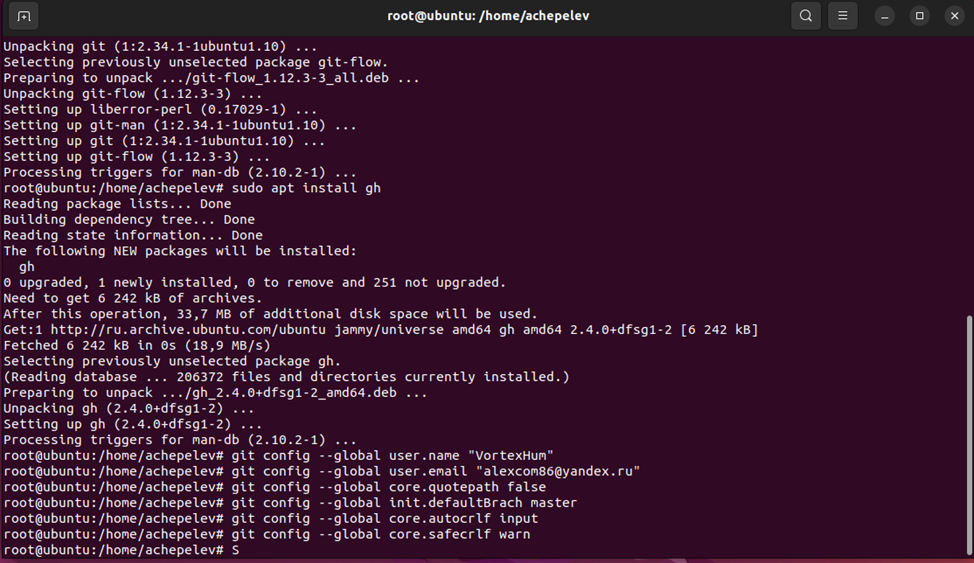 root@ubuntu: /home/achepelev
Unpacking git (1:2.34.1-1ubuntu1.10) ...
Selecting previously unselected package git-flow.
Preparing to unpack .../git-flow_1.12.3-3_all.deb ...
Unpacking git-flow (1.12.3-3) ...
Setting up liberror-perl (0.17029-1) ...
Setting up git-man (1:2.34.1-1ubuntu1.10) ...
Setting up git (1:2.34.1-1ubuntu1.10) ...
Setting up git-flow (1.12.3-3) ...
Processing triggers for man-db (2.10.2-1) ...
root@ubuntu:/home/achepelev# sudo apt install gh
Reading package lists... Done
Building dependency tree... Done
Reading state information... Done
The following NEW packages will be installed:
  gh
0 upgraded, 1 newly installed, 0 to remove and 251 not upgraded.
Need to get 6 242 kB of archives.
After this operation, 33,7 MB of additional disk space will be used.
Get:1 http://ru.archive.ubuntu.com/ubuntu jammy/universe amd64 gh amd64 2.4.0+dfsg1-2 [6 242 kB]
Fetched 6 242 kB in 0s (18,9 MB/s)
Selecting previously unselected package gh.
(Reading database ... 206372 files and directories currently installed.)
Preparing to unpack .../gh_2.4.0+dfsg1-2_amd64.deb ...
Unpacking gh (2.4.0+dfsg1-2) ...
Setting up gh (2.4.0+dfsg1-2) ...
Processing triggers for man-db (2.10.2-1) ...
root@ubuntu:/home/achepelev# git config --global user.name "VortexHum"
root@ubuntu:/home/achepelev# git config --global user.email "alexcom86@yandex.ru"
root@ubuntu:/home/achepelev# git config --global core.quotepath false
root@ubuntu:/home/achepelev# git config --global init.defaultBrach master
root@ubuntu:/home/achepelev# git config --global core.autocrlf input
root@ubuntu:/home/achepelev# git config --global core.safecrlf warn
root@ubuntu:/home/achepelev# S